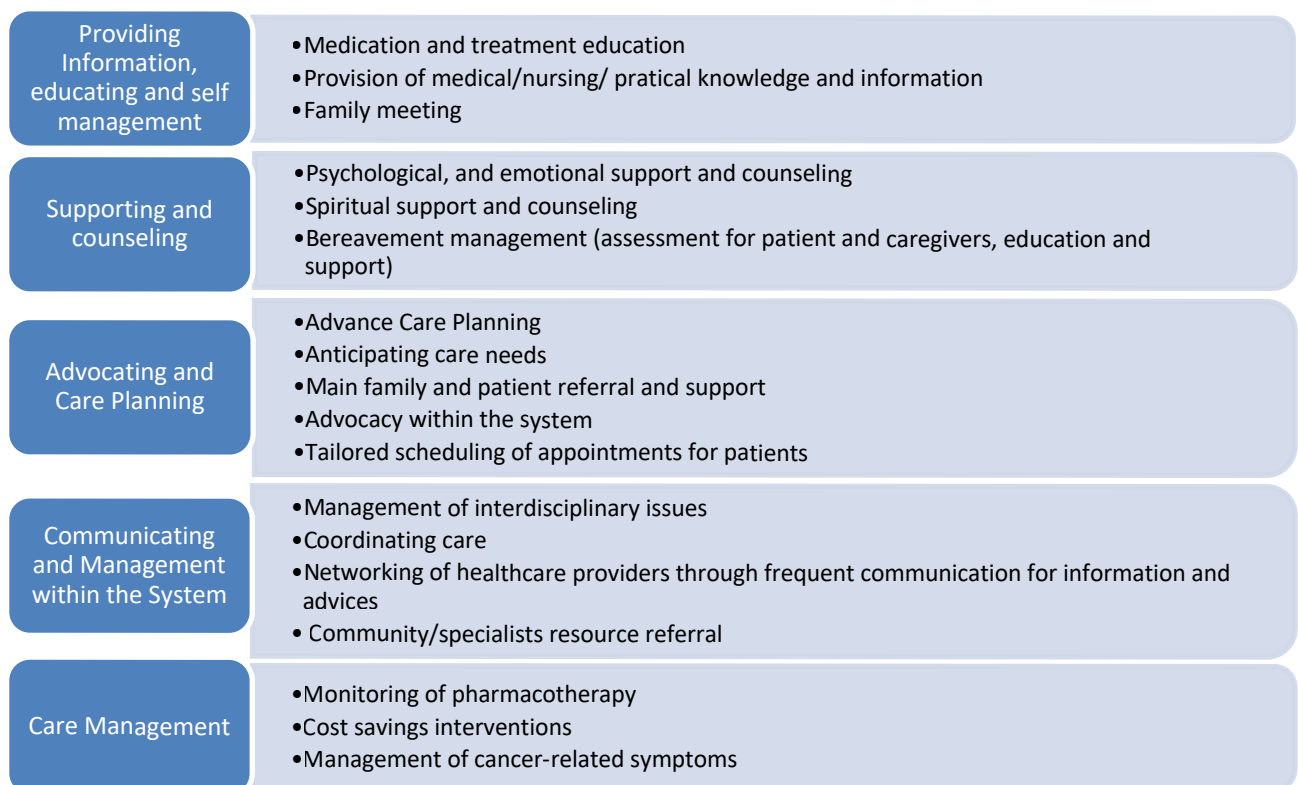 Providing
Information,
educating and self
management
•Medication and treatment education
•Provision of medical/nursing/ pratical knowledge and information
•Family meeting
Supporting and
counseling
•Psychological, and emotional support and counseling
•Spiritual support and counseling
•Bereavement management (assessment for patient and caregivers, education and
support)
Advocating and
Care Planning
•Advance Care Planning
•Anticipating care needs
•Main family and patient referral and support
•Advocacy within the system
•Tailored scheduling of appointments for patients
Communicating
and Management
within the System
•Management of interdisciplinary issues
•Coordinating care
•Networking of healthcare providers through frequent communication for information and
advices
• Community/specialists resource referral
Care Management
•Monitoring of pharmacotherapy
•Cost savings interventions
•Management of cancer-related symptoms